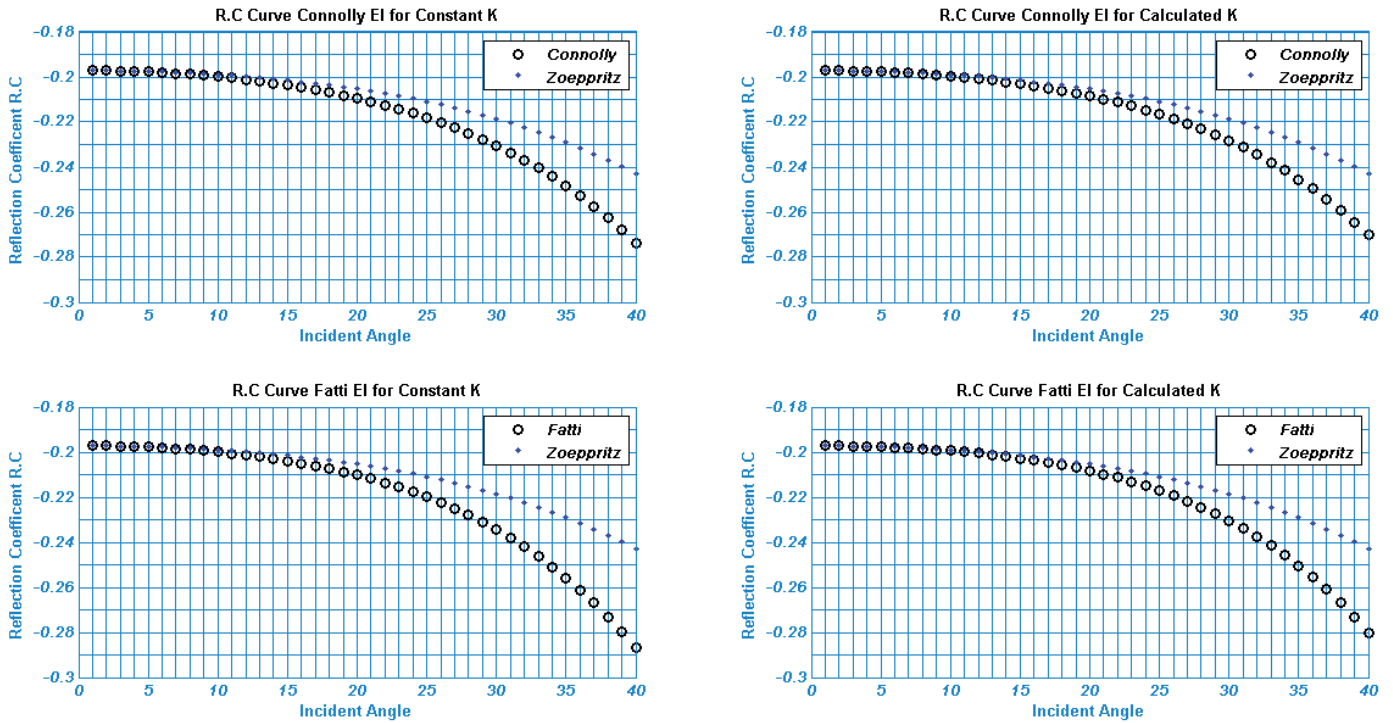 R.C Curve Connolly EI for Constant K
Reflection Coefficent R.C
-0.18
-0.2
-0.22
-0.24
-0.26
-0.28
-0.3
Connolly
Zoeppritz
0 5 10 15 20 25 30 35 40
Incident Angle
R.C Curve Connolly EI for Calculated K
Reflection Coefficent R.C
-0.18
-0.2
-0.22
-0.24
-0.26
-0.28
-0.3
Connolly
Zoeppritz
0 5 10 15 20 25 30 35 40
Incident Angle
R.C Curve Fatti EI for Constant K
Reflection Coefficent R.C
-0.18
-0.2
-0.22
-0.24
-0.26
-0.28
-0.3
Fatti
Zoeppritz
0 5 10 15 20 25 30 35 40
Incident Angle
R.C Curve Fatti EI for Calculated K
Reflection Coefficent R.C
-0.18
-0.2
-0.22
-0.24
-0.26
-0.28
-0.3
Fatti
Zoeppritz
0 5 10 15 20 25 30 35 40
Incident Angle